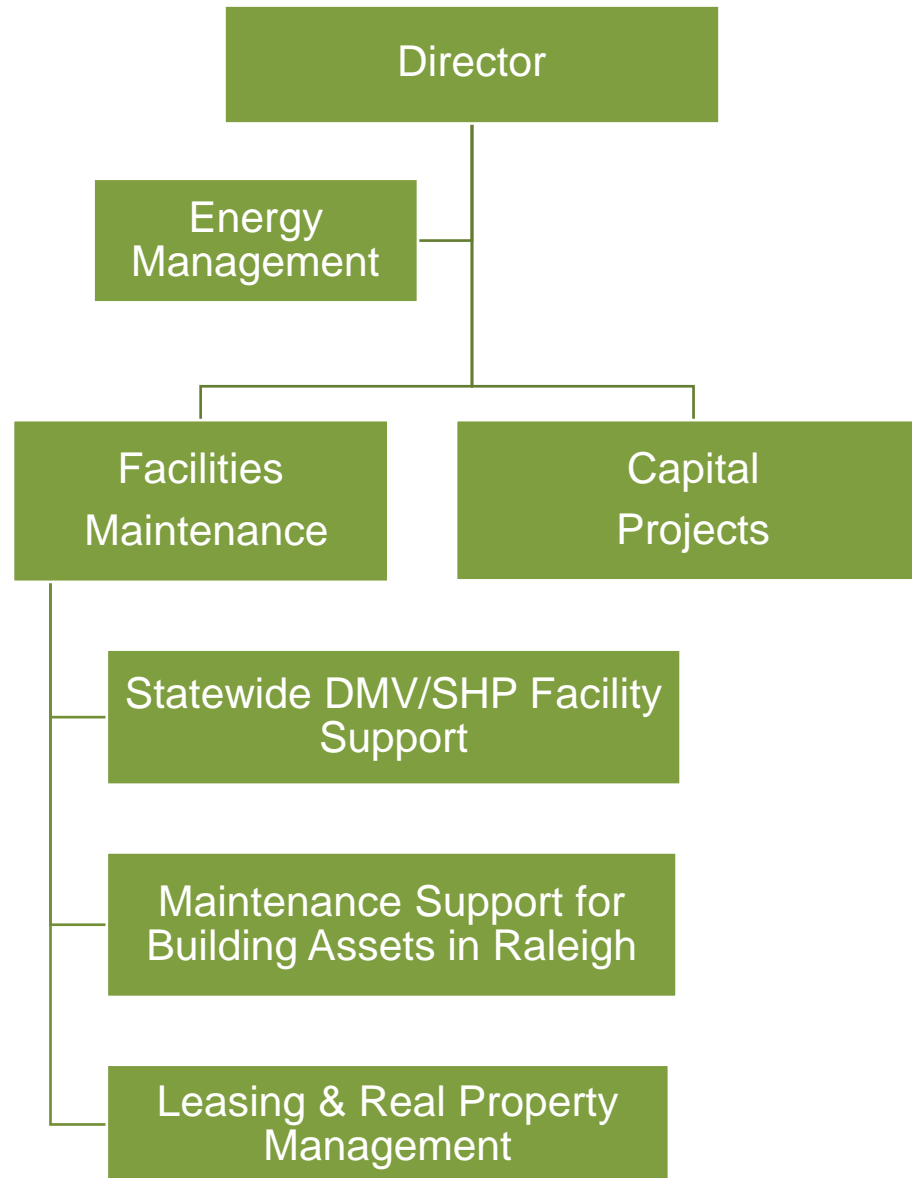 Director
Energy
Management
Facilities
Maintenance
Capital
Projects
Statewide DMV/SHP Facility
Support
Maintenance Support for
Building Assets in Raleigh
Leasing & Real Property
Management